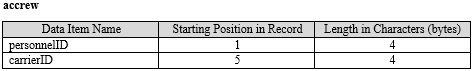 accrew
Data Item Name Starting Position in Record Length in Characters (bytes)
personnelID 1 4
carrierID 5 4